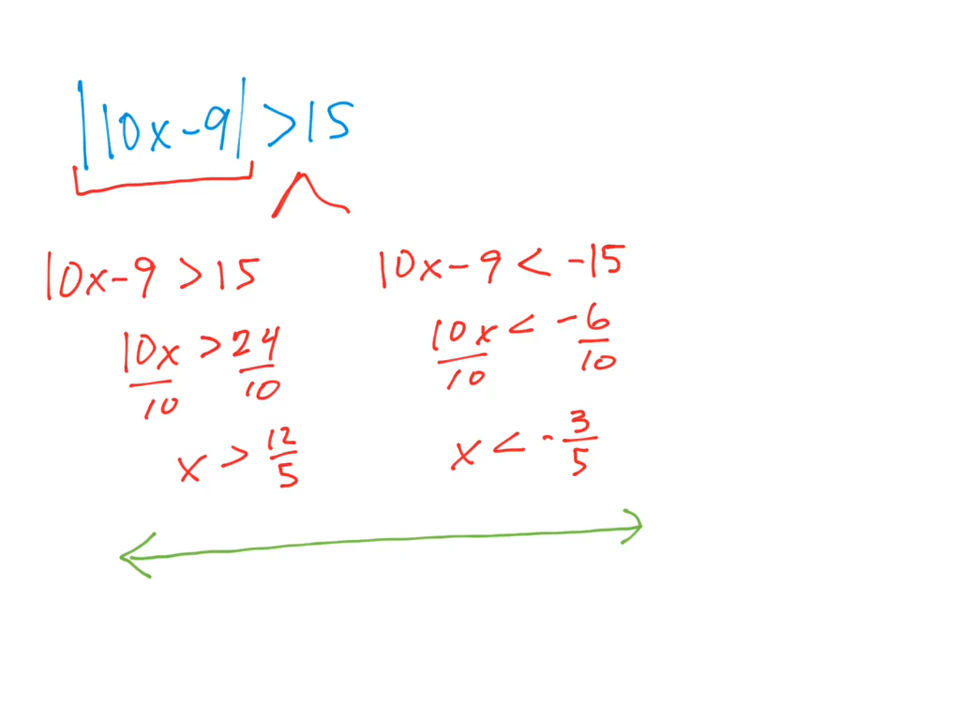 |10x-9| >15
10x-9 >15
10x >24
10 10
x > 12/5
10x-9 < -15
10x < -6
10 10
x < -3/5